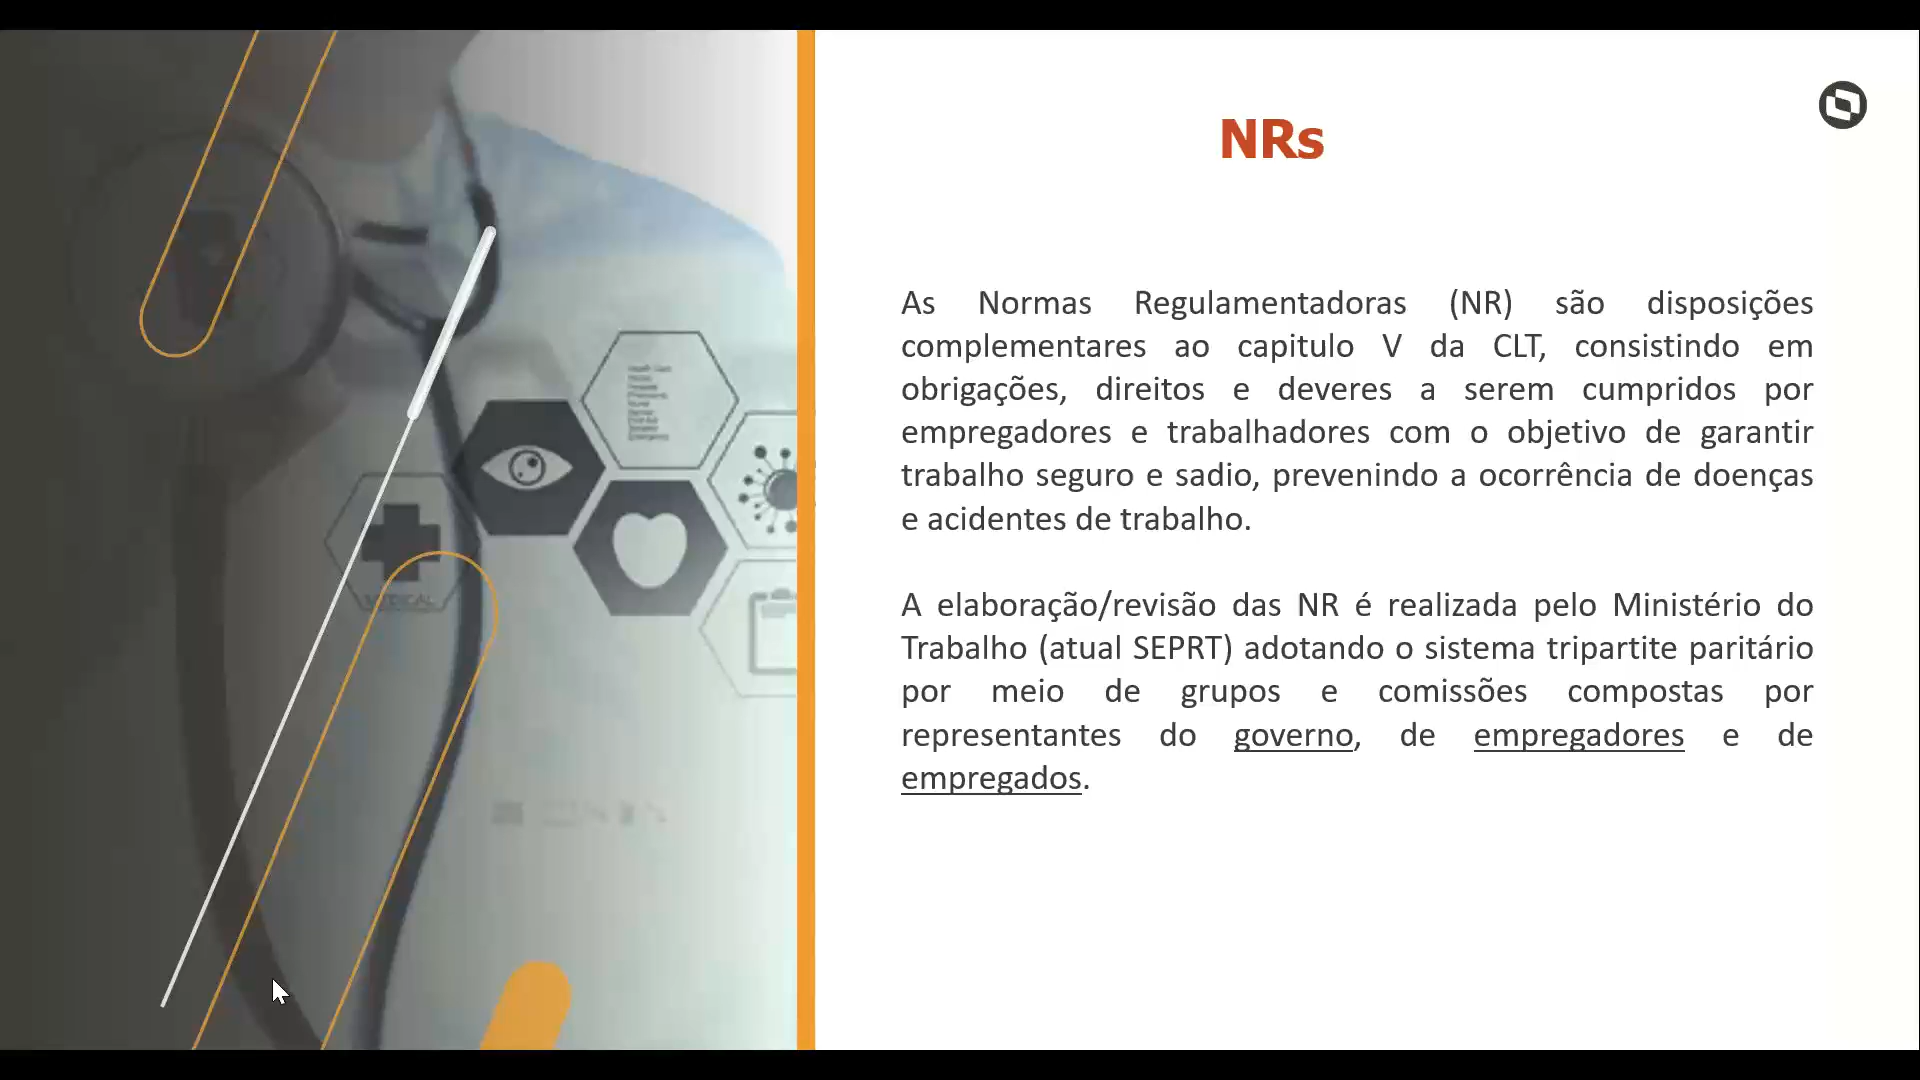 NRs
As Normas Regulamentadoras (NR) são disposições
complementares ao capitulo V da CLT, consistindo em
obrigações, direitos e deveres a serem cumpridos por
empregadores e trabalhadores com o objetivo de garantir
trabalho seguro e sadio, prevenindo a ocorrência de doenças
e acidentes de trabalho.
A elaboração/revisão das NR é realizada pelo Ministério do
Trabalho (atual SEPRT) adotando o sistema tripartite paritário
por meio de grupos e comissões compostas por
representantes do governo, de empregadores e de
empregados.
MEDICAL